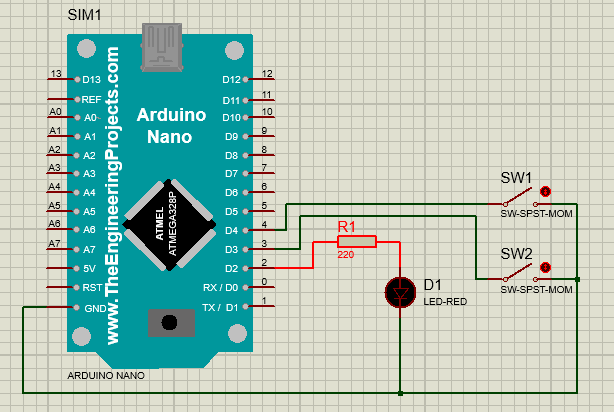 SIM1
www.TheEngineeringProjects.com
Arduino
Nano
ATMEL
ATMEGA328P
13 D13
REF
A0 A0
A1 A1
A2 A2
A3 A3
A4 A4
A5 A5
A6 A6
A7 A7
5V
RST
GND
D12 12
D11 11
D10 10
D9 9
D8 8
D7 7
D6 6
D5 5
D4 4
D3 3
D2 2
RX / D0 0
TX / D1 1
ARDUINO NANO
R1
220
D1
LED-RED
SW1
SW-SPST-MOM
SW2
SW-SPST-MOM